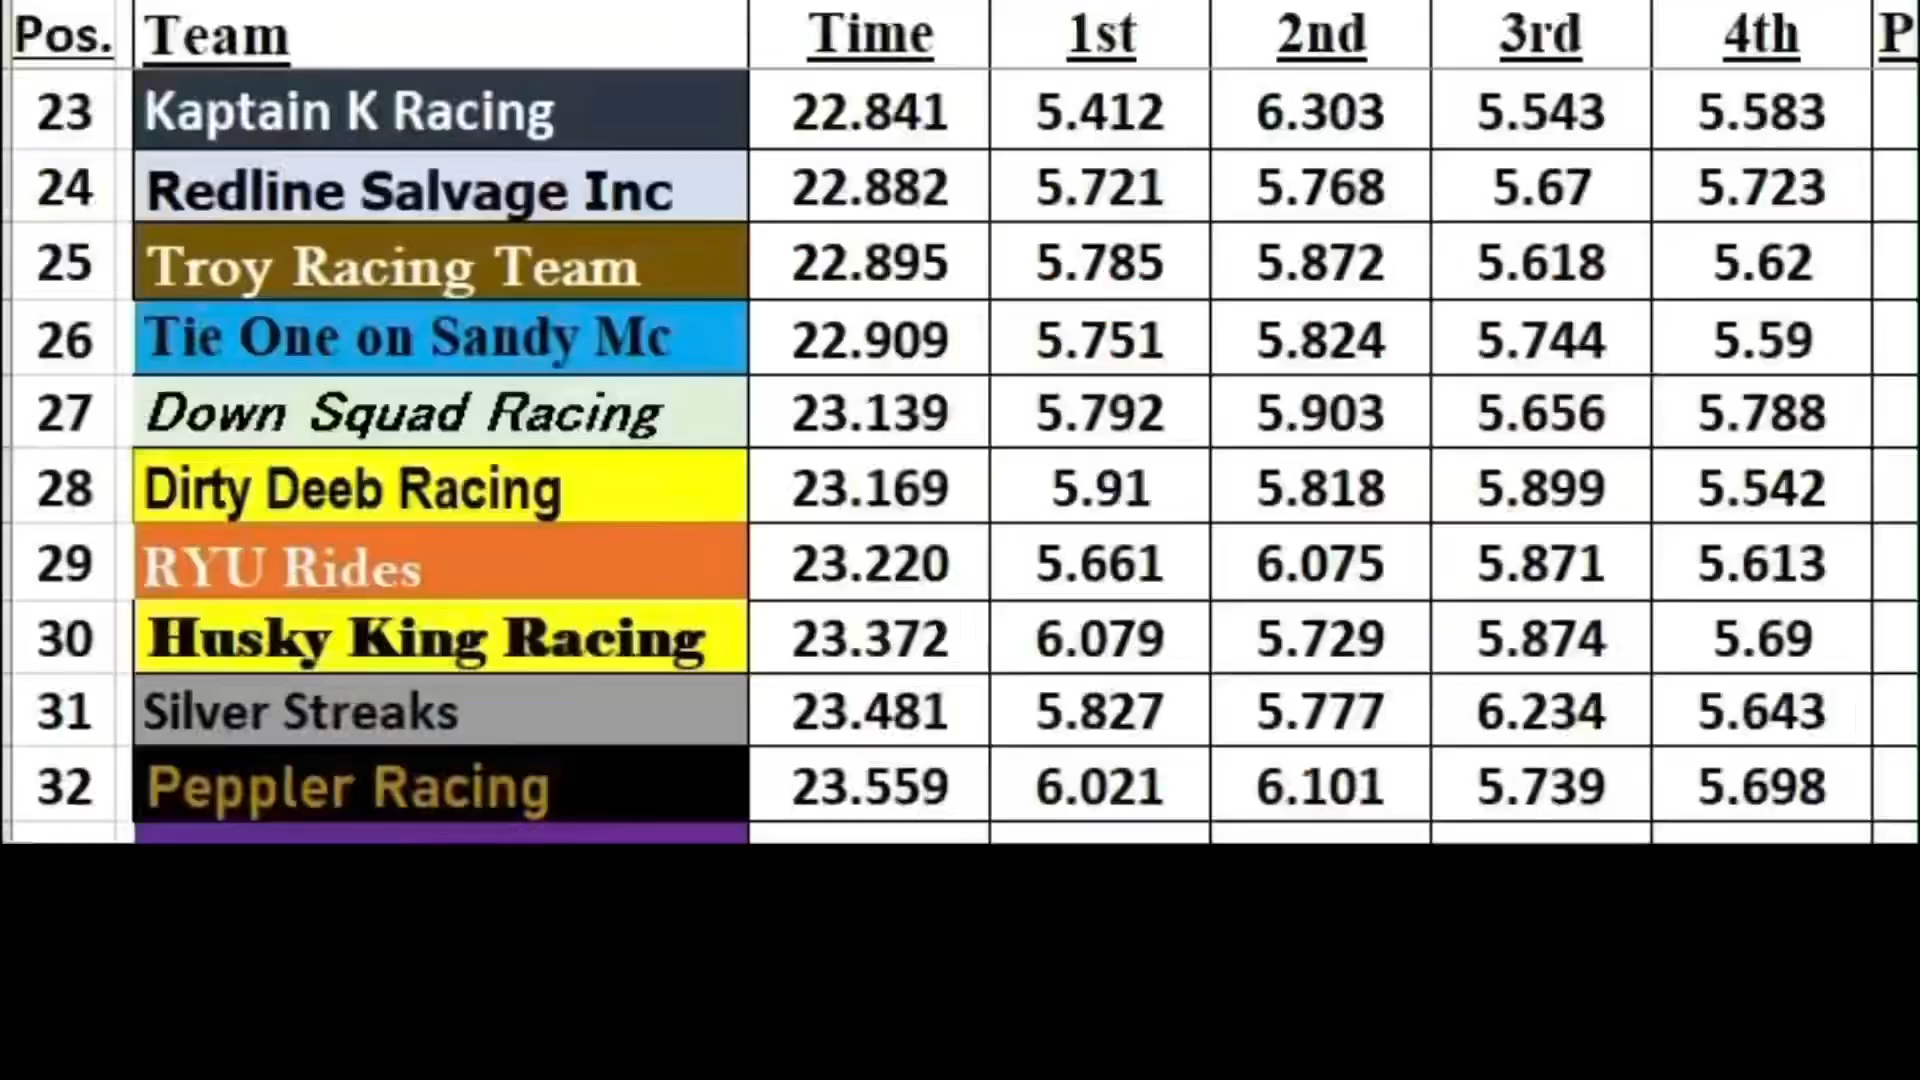 Pos. Team Time 1st 2nd 3rd 4th P
23 Kaptain K Racing 22.841 5.412 6.303 5.543 5.583
24 Redline Salvage Inc 22.882 5.721 5.768 5.67 5.723
25 Troy Racing Team 22.895 5.785 5.872 5.618 5.62
26 Tie One on Sandy Mc 22.909 5.751 5.824 5.744 5.59
27 Down Squad Racing 23.139 5.792 5.903 5.656 5.788
28 Dirty Deeb Racing 23.169 5.91 5.818 5.899 5.542
29 RYU Rides 23.220 5.661 6.075 5.871 5.613
30 Husky King Racing 23.372 6.079 5.729 5.874 5.69
31 Silver Streaks 23.481 5.827 5.777 6.234 5.643
32 Peppler Racing 23.559 6.021 6.101 5.739 5.698